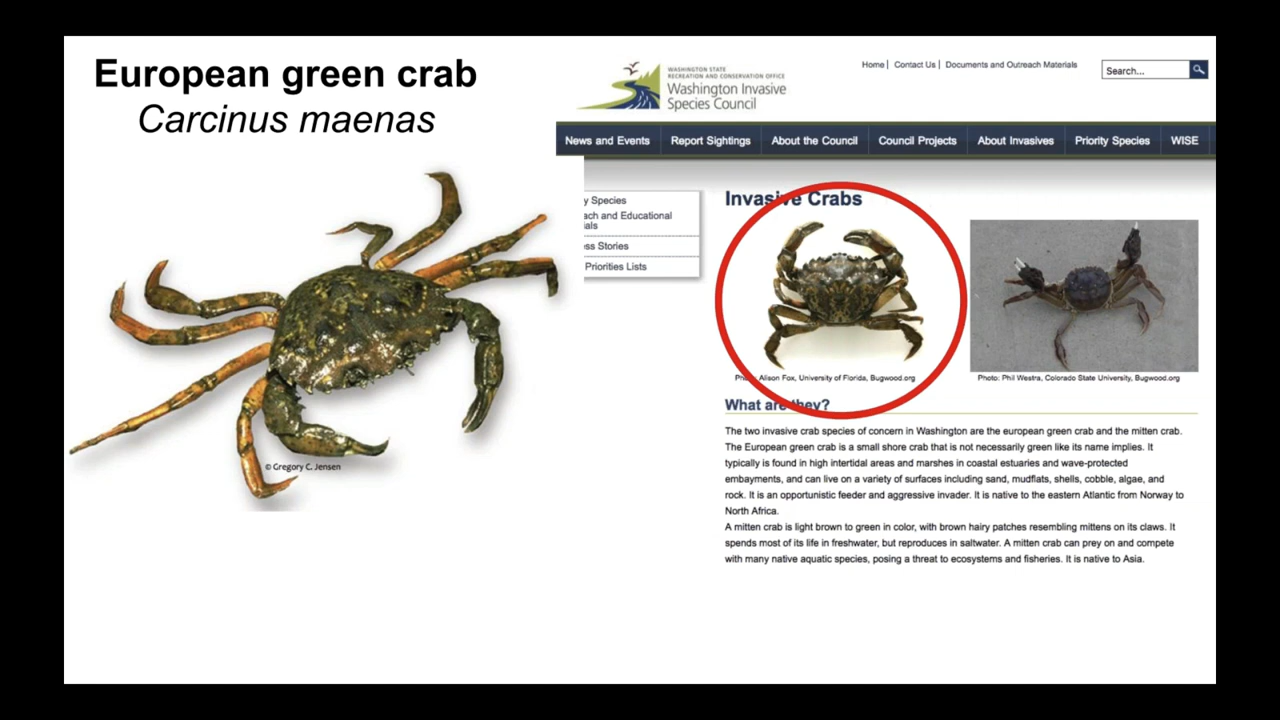 European green crab
Carcinus maenas
© Gregory C. Jensen
WASHINGTON STATE
RECREATION AND CONSERVATION OFFICE
Washington Invasive
Species Council
Home | Contact Us | Documents and Outreach Materials
Search...
News and Events
Report Sightings
About the Council
Council Projects
About Invasives
Priority Species
WISE
y Species
ach and Educational
ials
ss Stories
Priorities Lists
Invasive Crabs
Photo: Alison Fox, University of Florida, Bugwood.org
Photo: Phil Westra, Colorado State University, Bugwood.org
What are they?
The two invasive crab species of concern in Washington are the european green crab and the mitten crab.
The European green crab is a small shore crab that is not necessarily green like its name implies. It
typically is found in high intertidal areas and marshes in coastal estuaries and wave-protected
embayments, and can live on a variety of surfaces including sand, mudflats, shells, cobble, algae, and
rock. It is an opportunistic feeder and aggressive invader. It is native to the eastern Atlantic from Norway to
North Africa.
A mitten crab is light brown to green in color, with brown hairy patches resembling mittens on its claws. It
spends most of its life in freshwater, but reproduces in saltwater. A mitten crab can prey on and compete
with many native aquatic species, posing a threat to ecosystems and fisheries. It is native to Asia.